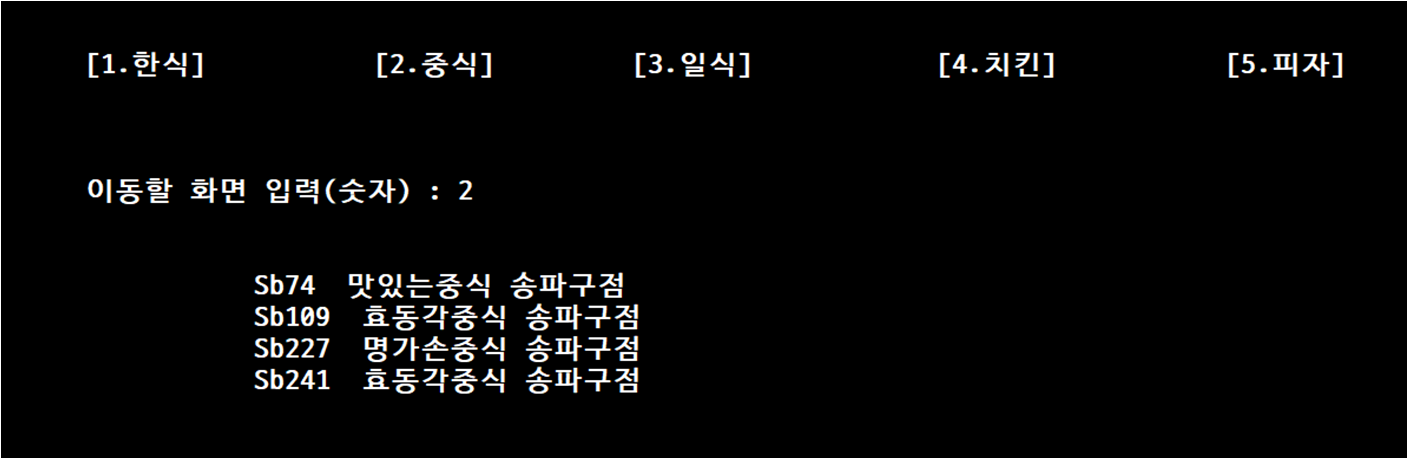 [1.한식] [2.중식] [3.일식] [4.치킨] [5.피자]
이동할 화면 입력(숫자) : 2
Sb74 맛있는중식 송파구점
Sb109 효동각중식 송파구점
Sb227 명가손중식 송파구점
Sb241 효동각중식 송파구점